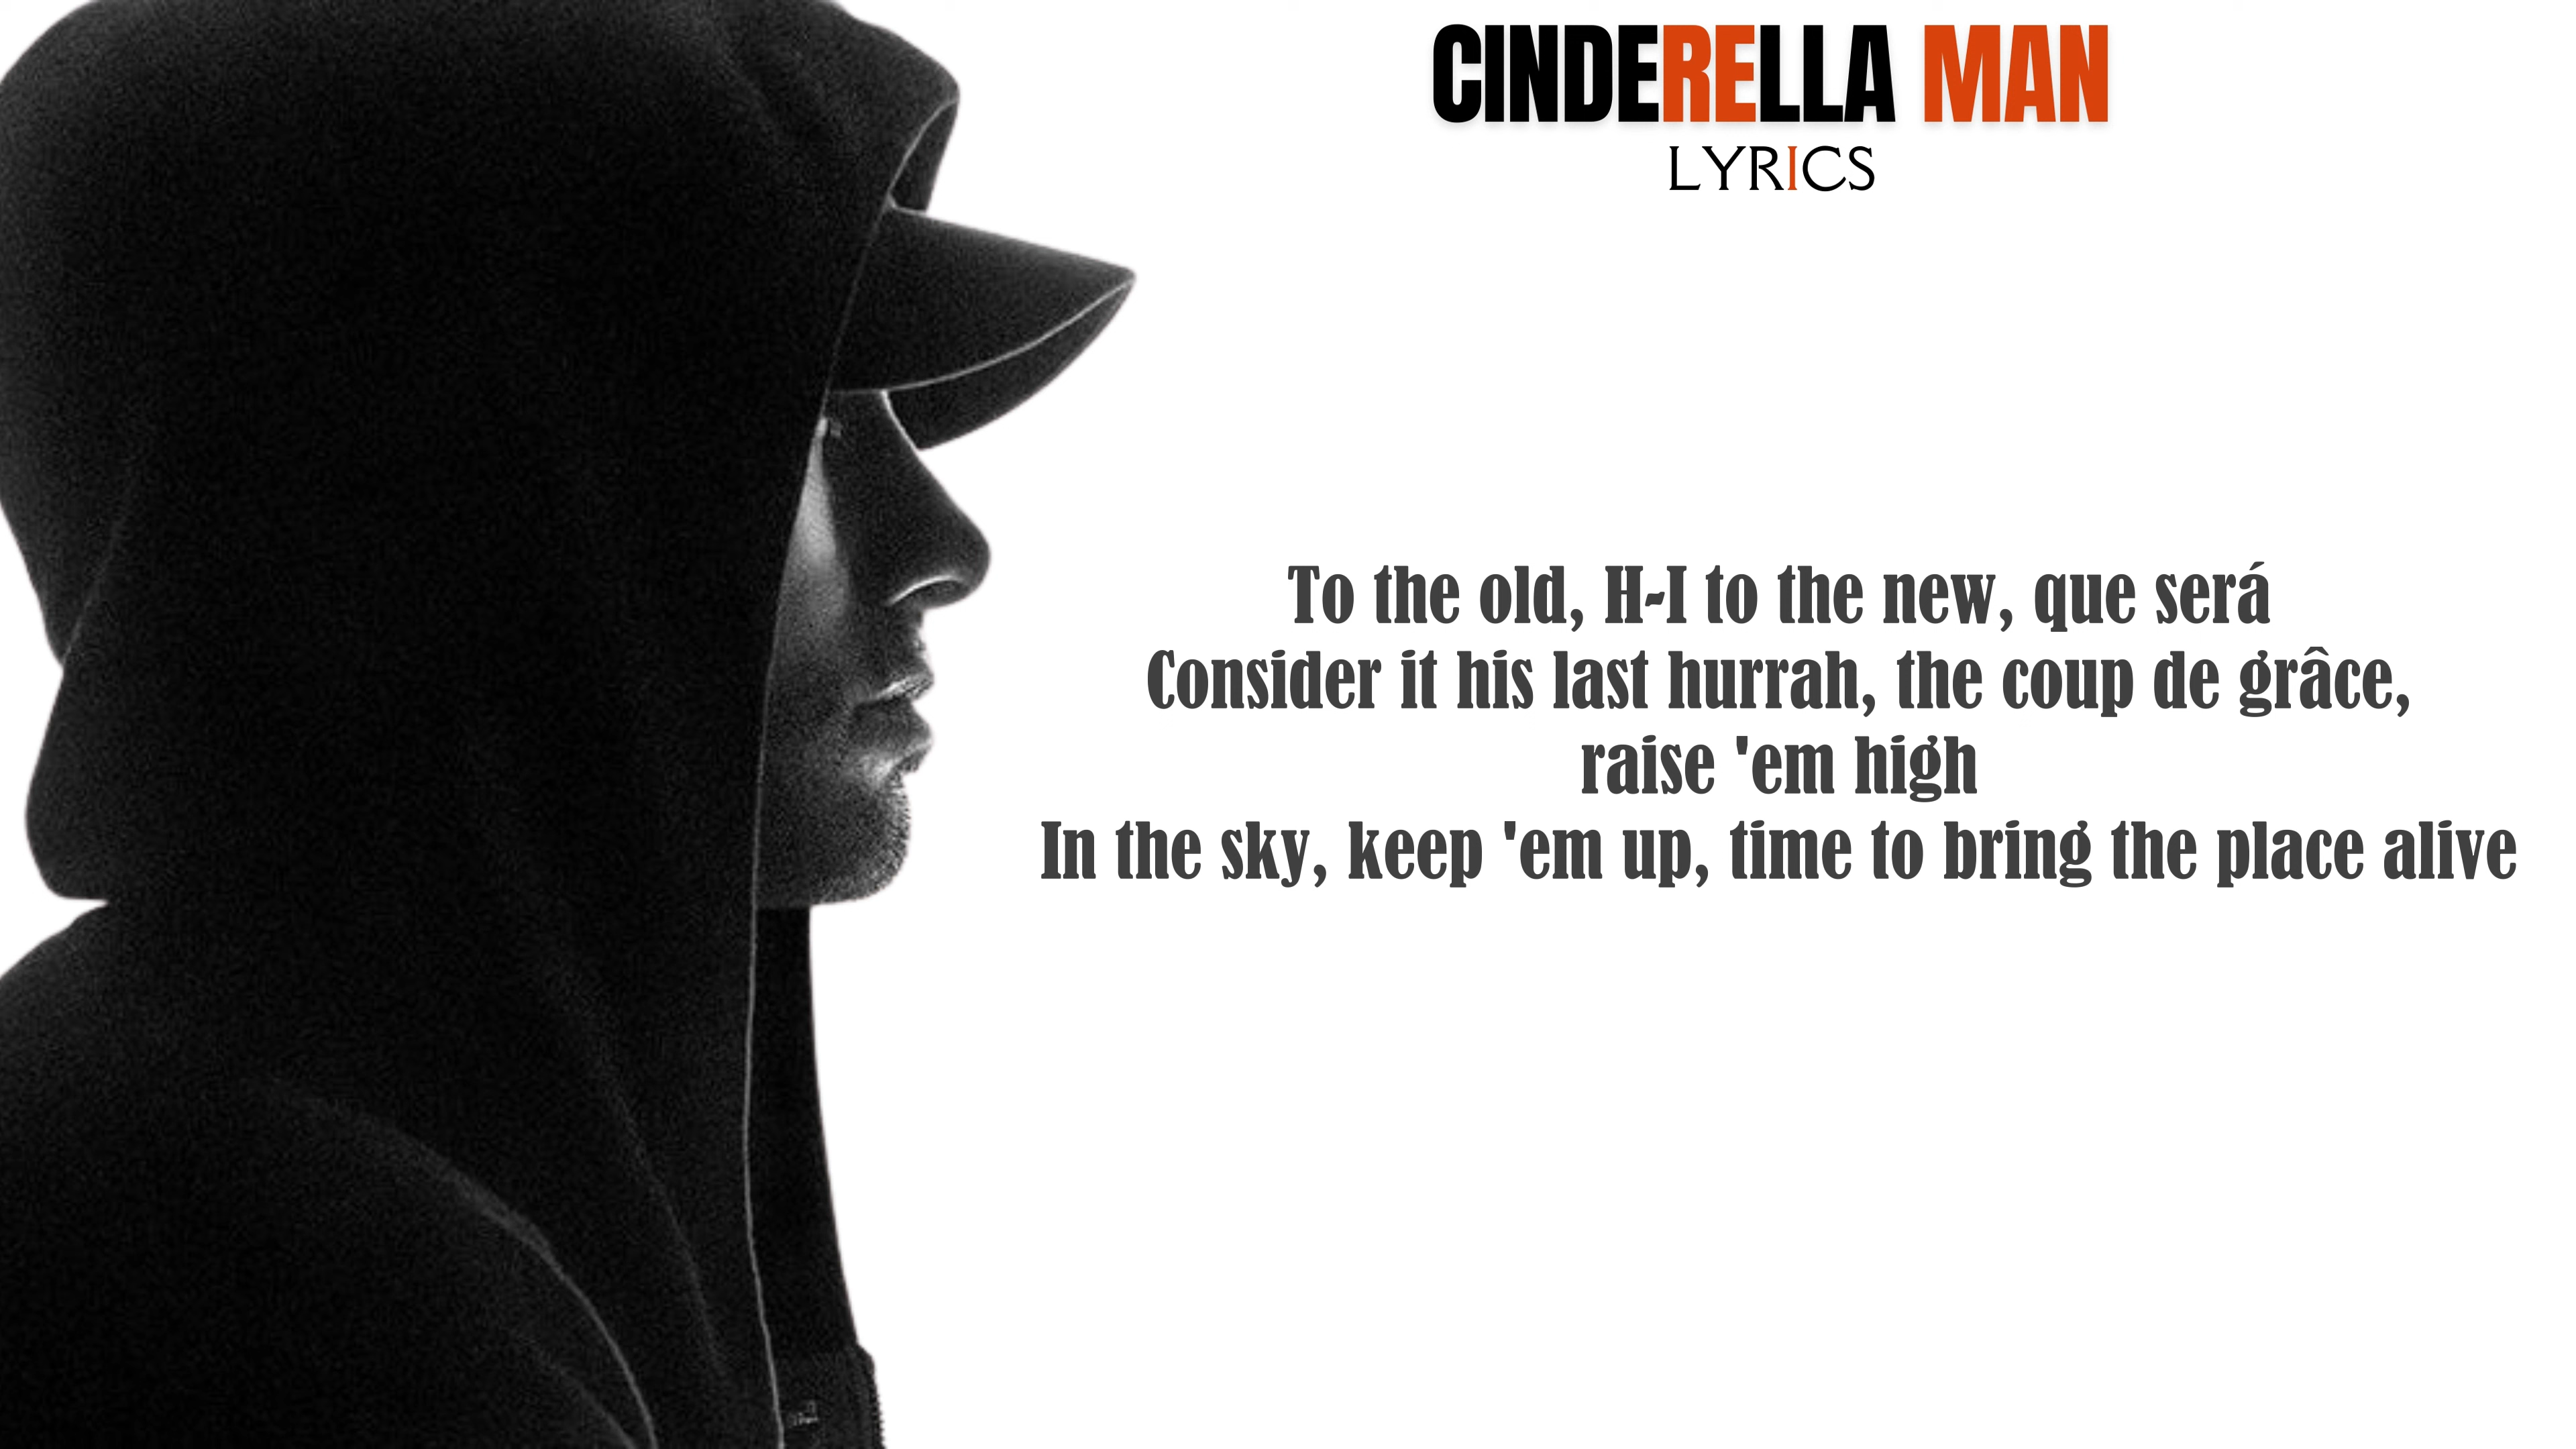 CINDERELLA MAN
LYRICS
To the old, H-I to the new, que será
Consider it his last hurrah, the coup de grâce,
raise 'em high
In the sky, keep 'em up, time to bring the place alive